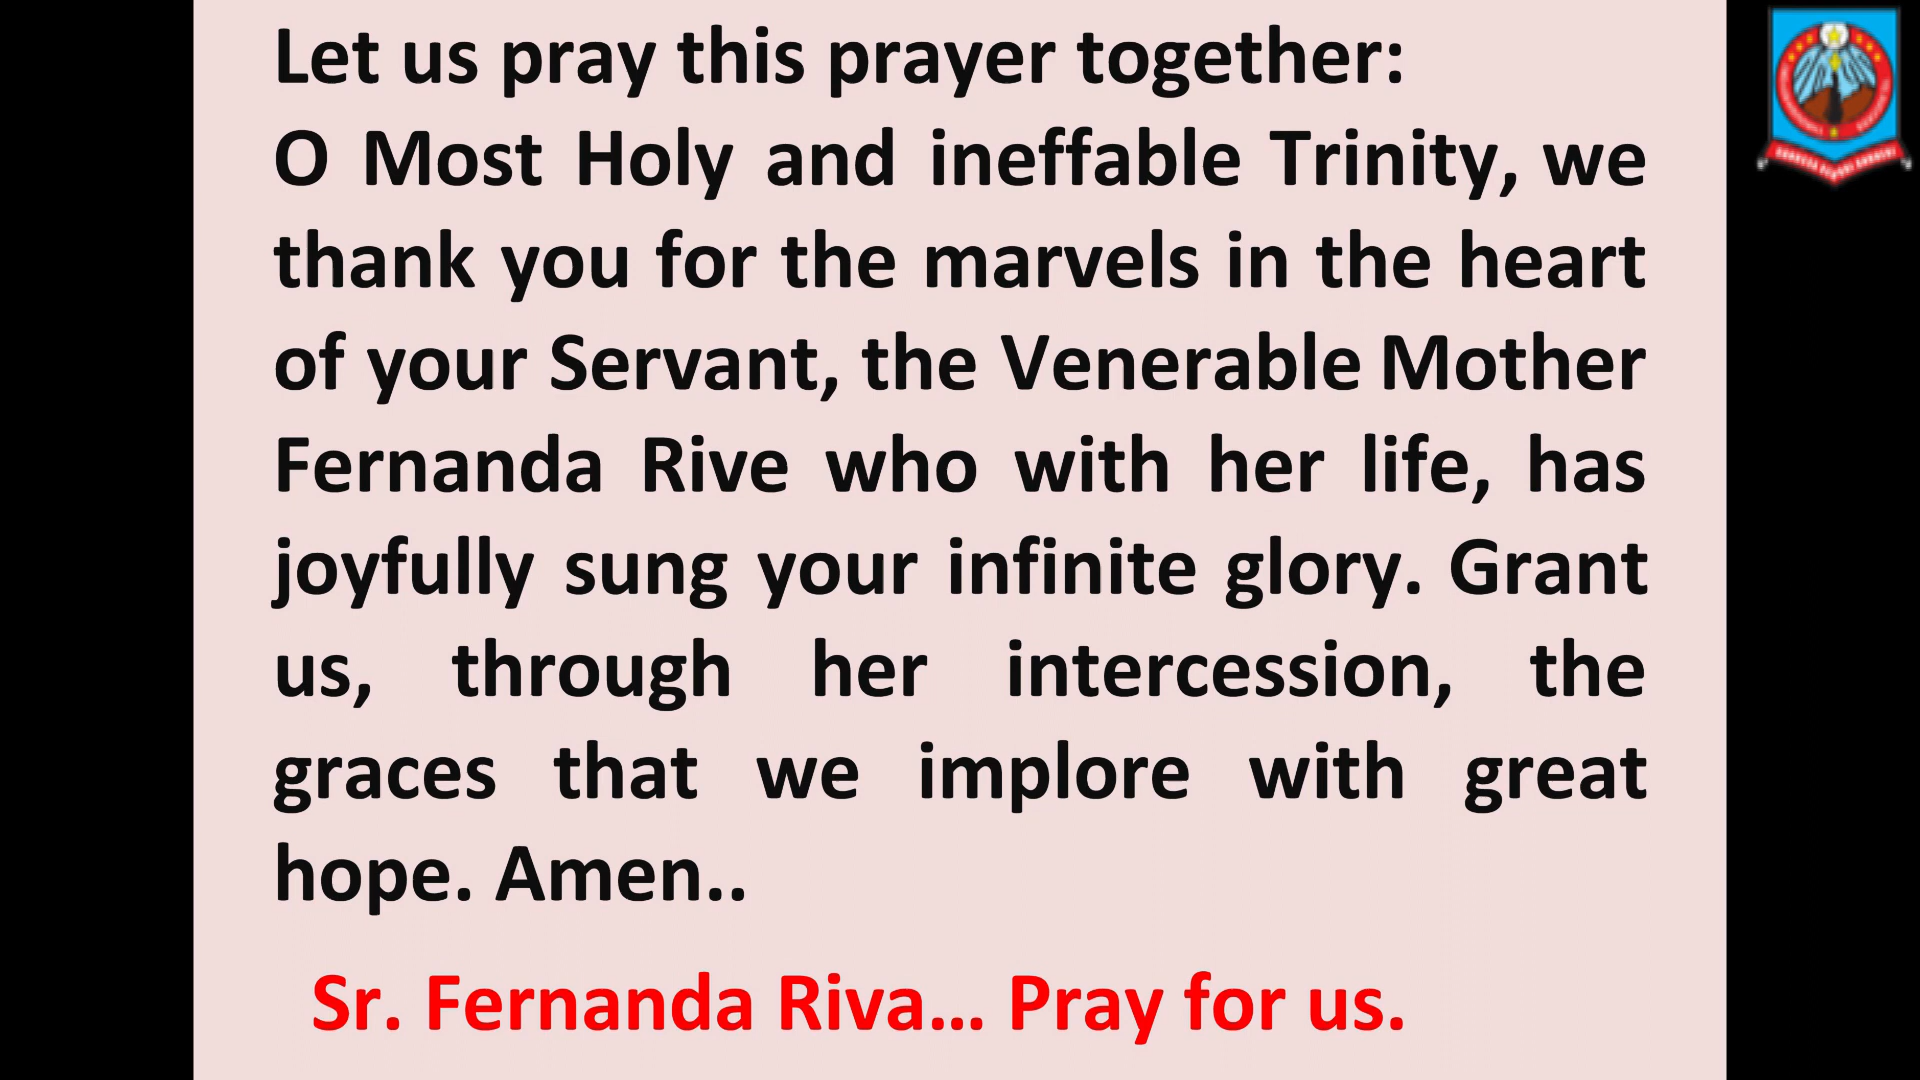 Let us pray this prayer together:
O Most Holy and ineffable Trinity, we
thank you for the marvels in the heart
of your Servant, the Venerable Mother
Fernanda Rive who with her life, has
joyfully sung your infinite glory. Grant
us, through her intercession, the
graces that we implore with great
hope. Amen..
Sr. Fernanda Riva... Pray for us.